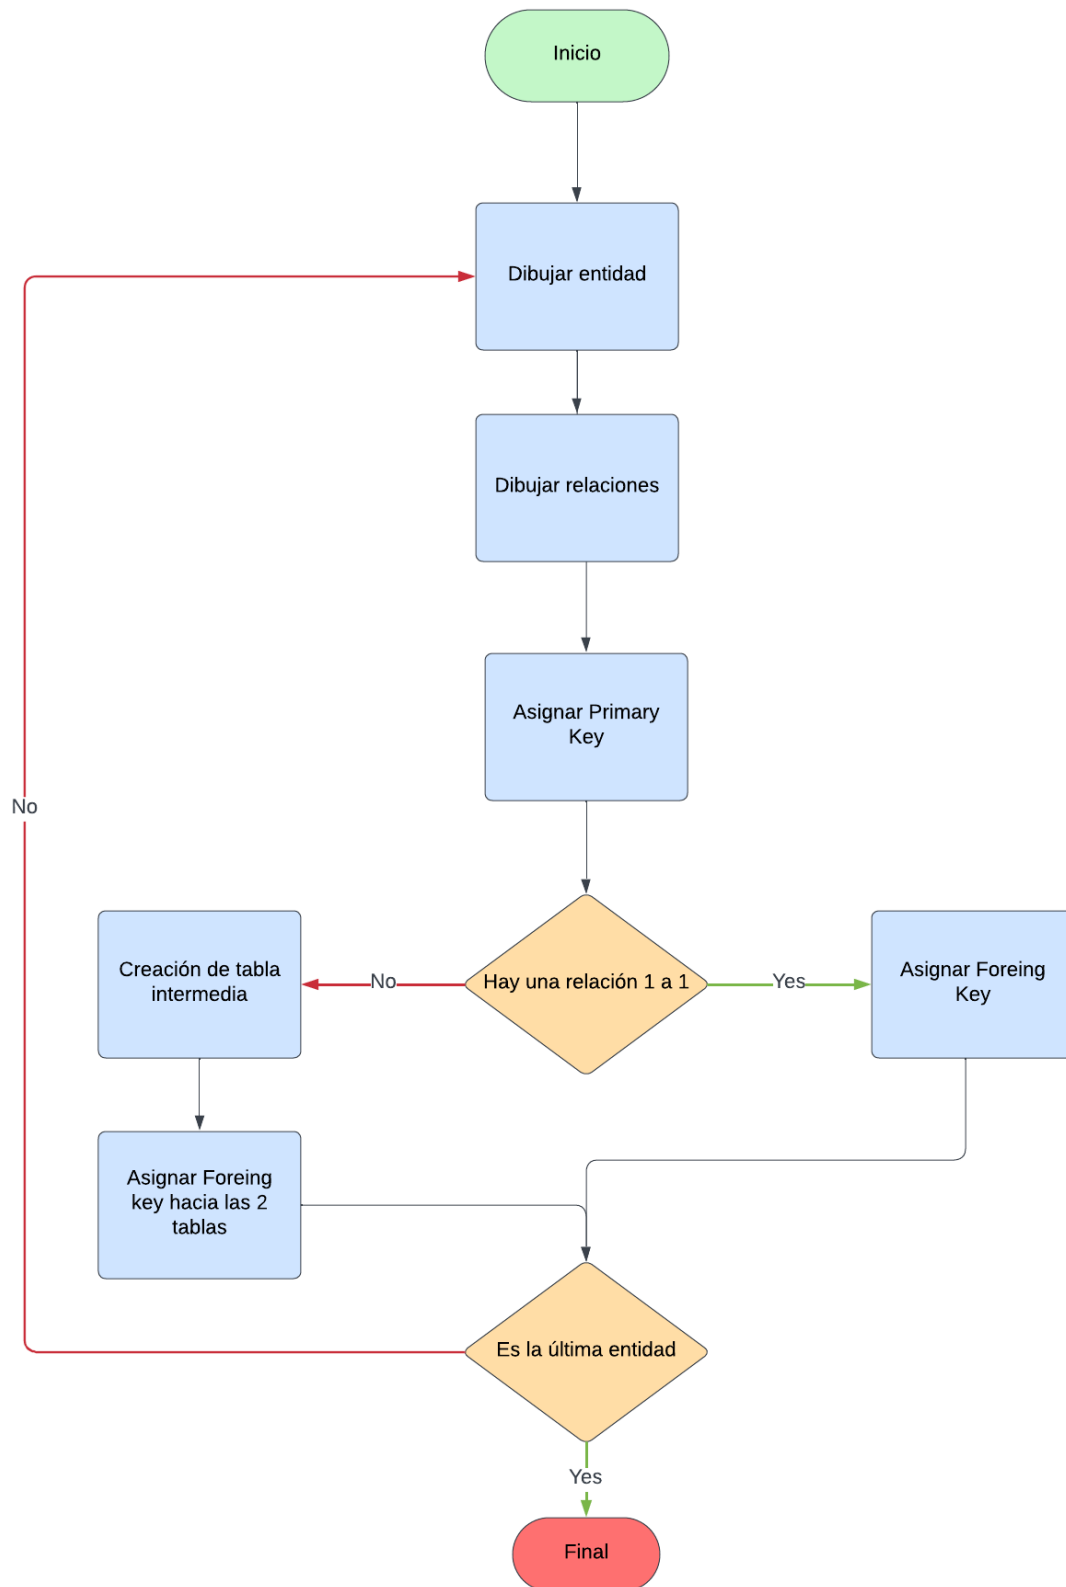 Inicio
Dibujar entidad
Dibujar relaciones
Asignar Primary
Key
No
Creación de tabla
intermedia
No
Hay una relación 1 a 1
Yes
Asignar Foreing
Key
Asignar Foreing
key hacia las 2
tablas
Es la última entidad
Yes
Final